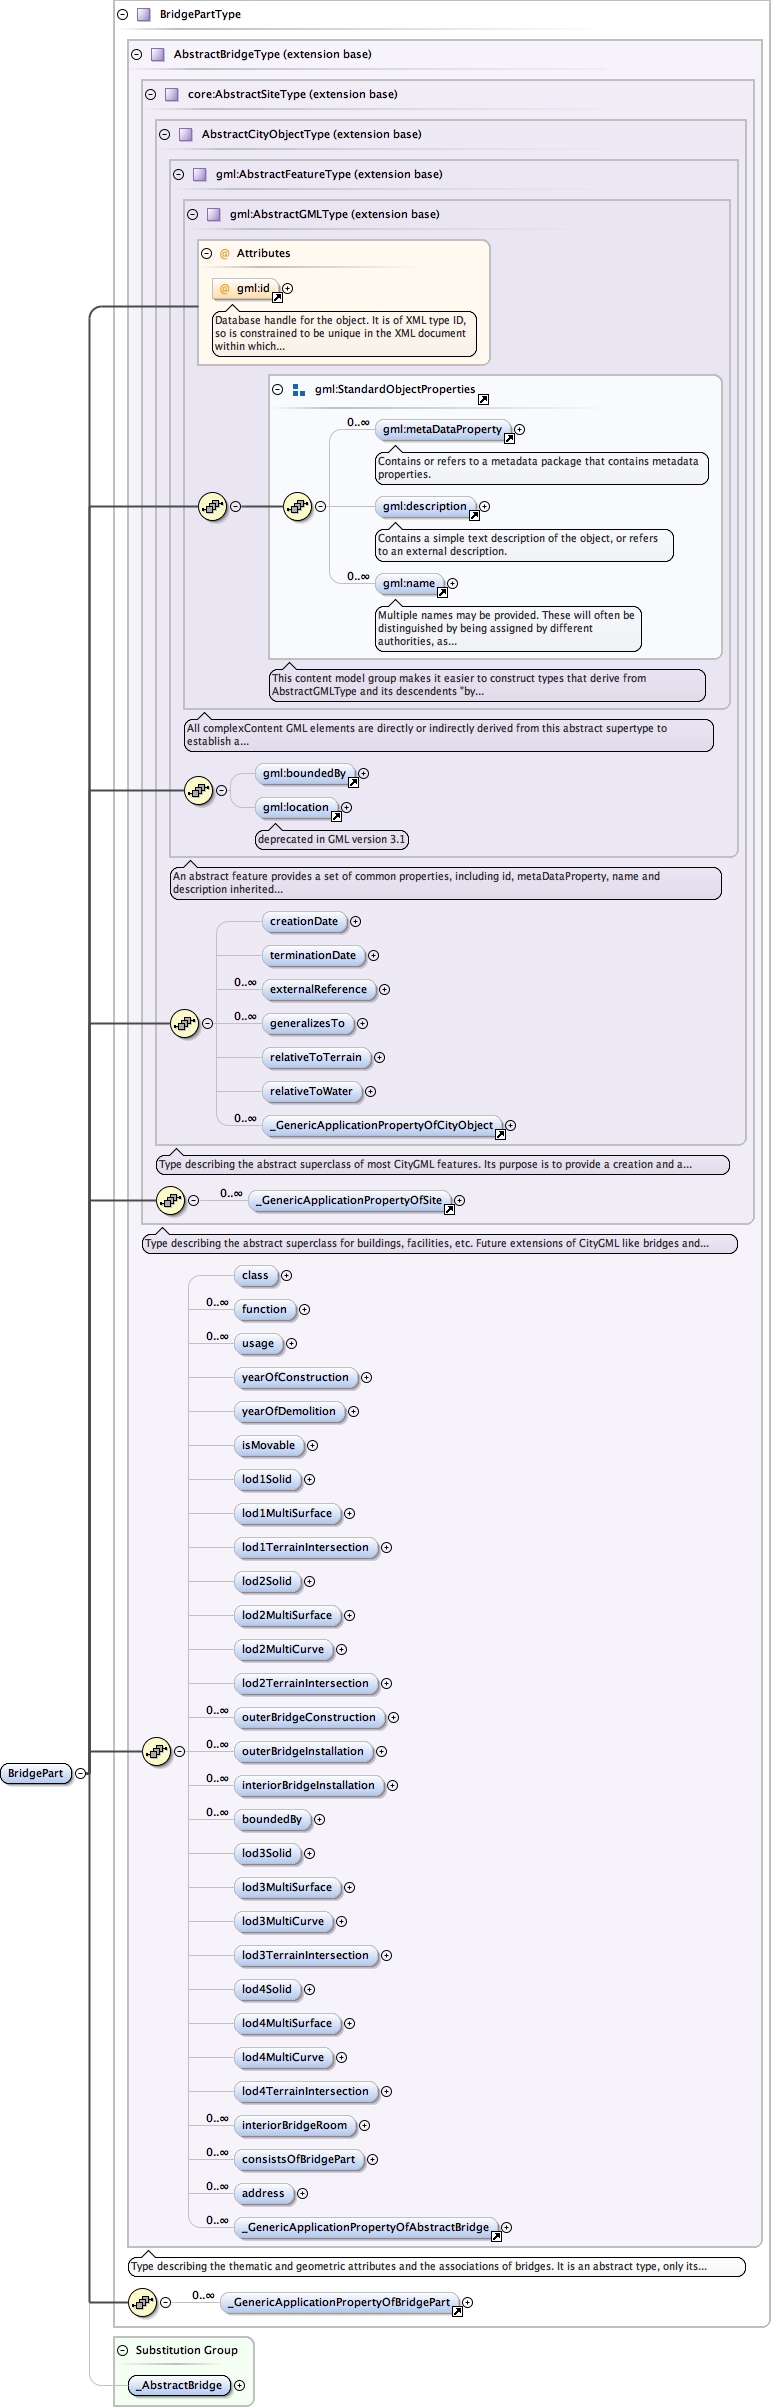 BridgePartType
AbstractBridgeType (extension base)
core:AbstractSiteType (extension base)
AbstractCityObjectType (extension base)
gml:AbstractFeatureType (extension base)
gml:AbstractGMLType (extension base)
@ Attributes
@ gml:id
Database handle for the object. It is of XML type ID,
so is constrained to be unique in the XML document
within which...
gml:StandardObjectProperties
0..∞
gml:metaDataProperty
Contains or refers to a metadata package that contains metadata
properties.
gml:description
Contains a simple text description of the object, or refers
to an external description.
0..∞
gml:name
Multiple names may be provided. These will often be
distinguished by being assigned by different
authorities, as...
This content model group makes it easier to construct types that derive from
AbstractGMLType and its descendents "by...
All complexContent GML elements are directly or indirectly derived from this abstract supertype to
establish a...
gml:boundedBy
gml:location
deprecated in GML version 3.1
An abstract feature provides a set of common properties, including id, metaDataProperty, name and
description inherited...
creationDate
terminationDate
0..∞
externalReference
0..∞
generalizesTo
relativeToTerrain
relativeToWater
0..∞
_GenericApplicationPropertyOfCityObject
Type describing the abstract superclass of most CityGML features. Its purpose is to provide a creation and a...
0..∞
_GenericApplicationPropertyOfSite
Type describing the abstract superclass for buildings, facilities, etc. Future extensions of CityGML like bridges and...
class
0..∞
function
0..∞
usage
yearOfConstruction
yearOfDemolition
isMovable
lod1Solid
lod1MultiSurface
lod1TerrainIntersection
lod2Solid
lod2MultiSurface
lod2MultiCurve
lod2TerrainIntersection
0..∞
outerBridgeConstruction
0..∞
outerBridgeInstallation
BridgePart
0..∞
interiorBridgeInstallation
0..∞
boundedBy
lod3Solid
lod3MultiSurface
lod3MultiCurve
lod3TerrainIntersection
lod4Solid
lod4MultiSurface
lod4MultiCurve
lod4TerrainIntersection
0..∞
interiorBridgeRoom
0..∞
consistsOfBridgePart
0..∞
address
0..∞
_GenericApplicationPropertyOfAbstractBridge
Type describing the thematic and geometric attributes and the associations of bridges. It is an abstract type, only its...
0..∞
_GenericApplicationPropertyOfBridgePart
Substitution Group
_AbstractBridge